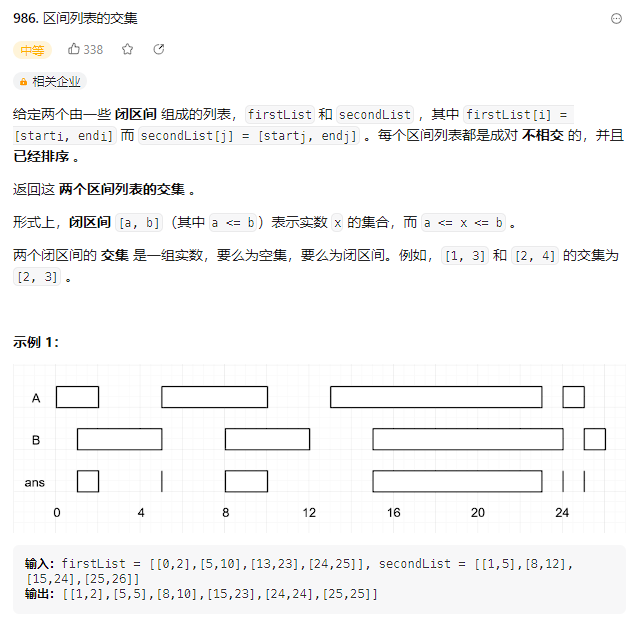 986. 区间列表的交集
中等 338
相关企业
给定两个由一些 闭区间 组成的列表，firstList 和 secondList ，其中 firstList[i] =
[starti, endi] 而 secondList[j] = [startj, endj] 。每个区间列表都是成对 不相交 的，并且
已经排序 。
返回这 两个区间列表的交集 。
形式上，闭区间 [a, b]（其中 a <= b）表示实数 x 的集合，而 a <= x <= b 。
两个闭区间的 交集 是一组实数，要么为空集，要么为闭区间。例如，[1, 3] 和 [2, 4] 的交集为
[2, 3] 。
示例 1：
A
B
ans
0 4 8 12 16 20 24
输入：firstList = [[0,2],[5,10],[13,23],[24,25]], secondList = [[1,5],[8,12],
[15,24],[25,26]]
输出：[[1,2],[5,5],[8,10],[15,23],[24,24],[25,25]]